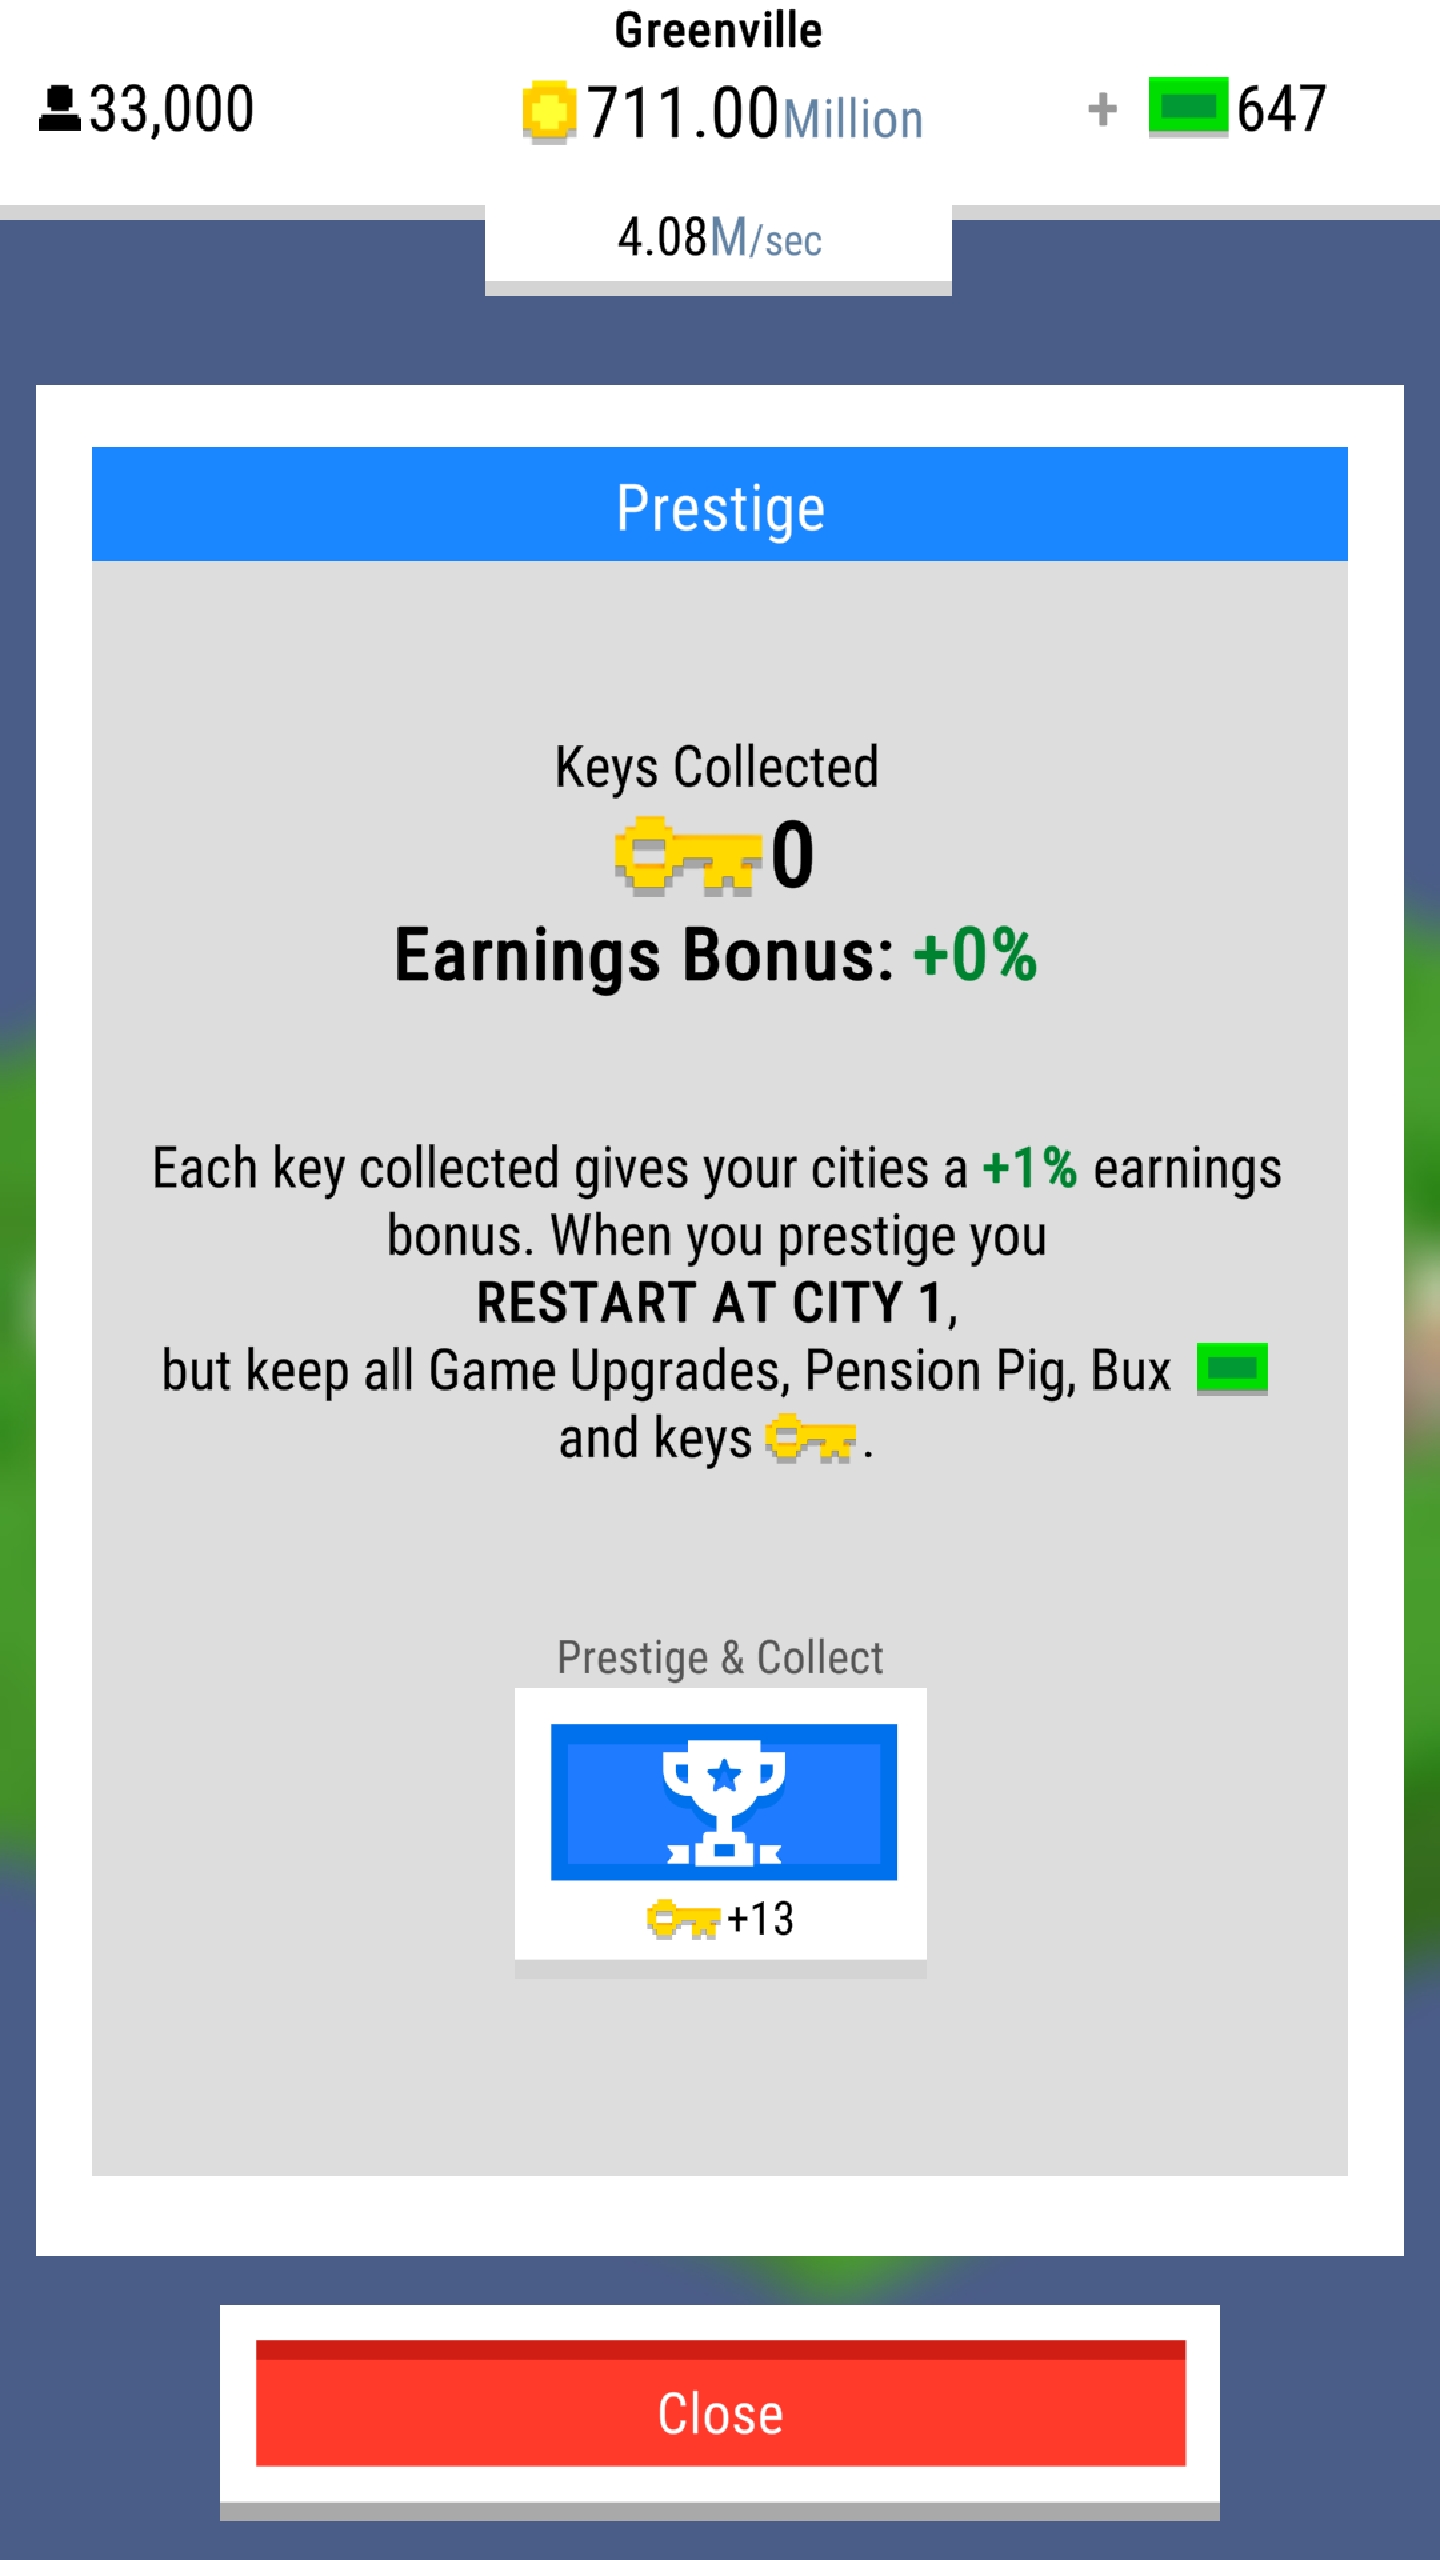 Greenville
33,000
711.00Million
+ 647
4.08M/sec
Prestige
Keys Collected
0
Earnings Bonus: +0%
Each key collected gives your cities a +1% earnings
bonus. When you prestige you
RESTART AT CITY 1,
but keep all Game Upgrades, Pension Pig, Bux
and keys .
Prestige & Collect
+13
Close